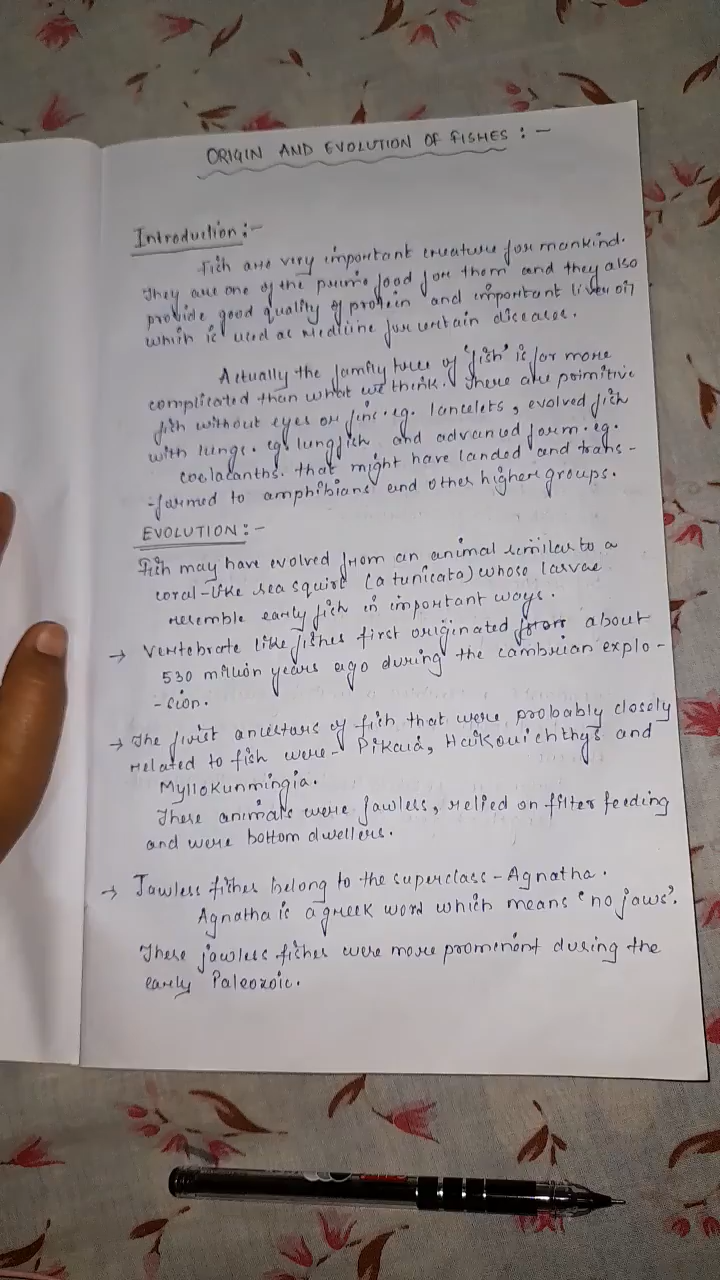 ORIGIN AND EVOLUTION OF FISHES : -
Introduction :-
Fish are very important creature for mankind.
They are one of the prime food for them and they also
provide good quality of protein and important liver oil
which is used as Medicine for certain diseases.
Actually the family tree of 'fish' is far more
complicated than what we think. There are primitive
fish without eyes or fins. eg. lancelets, evolved fish
with lungs. eg. lungfish and advanced form. eg.
coelacanths. that might have landed and trans -
-formed to amphibians and other higher groups.
EVOLUTION : -
Fish may have evolved from an animal similar to a
coral-like sea squirt (a tunicata) whose larvae
resemble early fish in important ways.
→ Vertebrate like fishes first originated about
530 million years ago during the cambrian explo -
- sion.
→ The first ancestors of fish that were probably closely
related to fish were - Pikaia, Haikouichthys and
Myllokunmingia.
These animals were jawless, relied on filter feeding
and were bottom dwellers.
→ Jawless fishes belong to the superclass - Agnatha.
Agnatha is a greek word which means 'no jaws'.
These jawless fishes were more prominent during the
early Paleozoic.